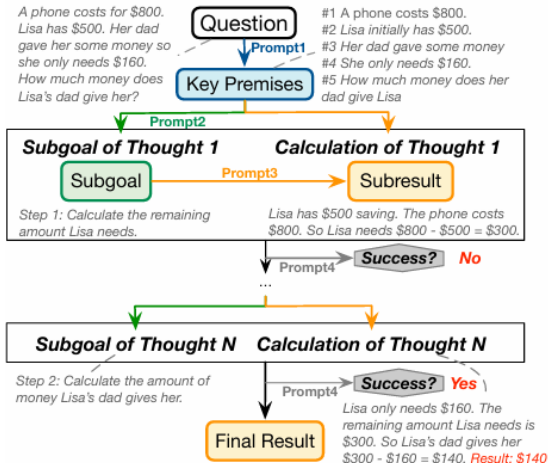 A phone costs for $800.
Lisa has $500. Her dad
gave her some money so
she only needs $160.
How much money does
Lisa's dad give her?
Question
Prompt1
Key Premises
#1 A phone costs $800.
#2 Lisa initially has $500.
#3 Her dad gave some money
#4 She only needs $160.
#5 How much money does her
dad give Lisa
Prompt2
Subgoal of Thought 1
Calculation of Thought 1
Subgoal
Prompt3
Subresult
Step 1: Calculate the remaining
amount Lisa needs.
Lisa has $500 saving. The phone costs
$800. So Lisa needs $800 - $500 = $300.
Prompt4
Success?
No
...
Subgoal of Thought N
Calculation of Thought N
Step 2: Calculate the amount of
money Lisa's dad gives her.
Prompt4
Success?
Yes
Final Result
Lisa only needs $160. The
remaining amount Lisa needs is
$300. So Lisa's dad gives her
$300 - $160 = $140. Result: $140